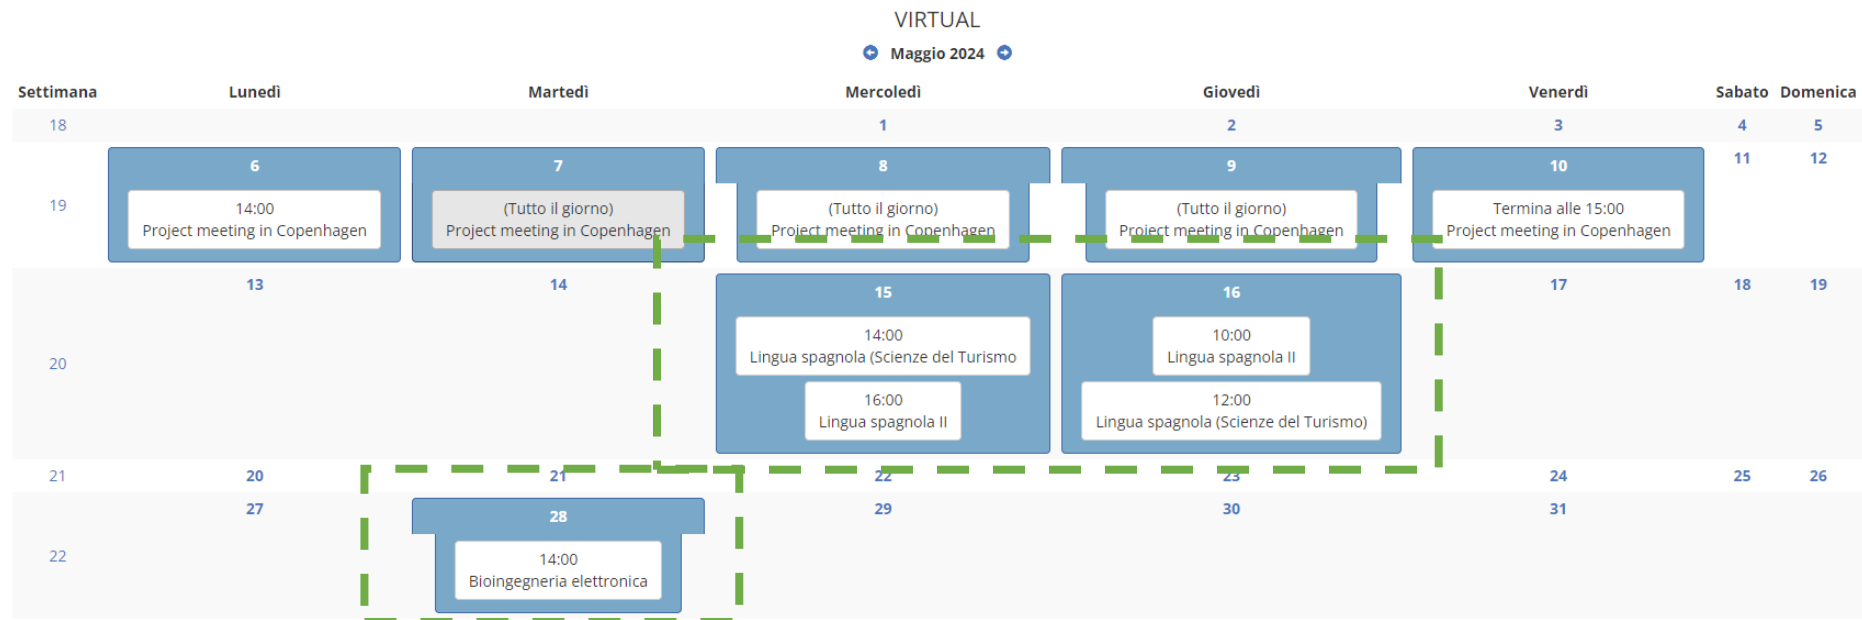 VIRTUAL
Maggio 2024
Settimana Lunedì Martedì Mercoledì Giovedì Venerdì Sabato Domenica
18 1 2 3 4 5
19 6 7 8 9 10 11 12
14:00
Project meeting in Copenhagen
(Tutto il giorno)
Project meeting in Copenhagen
(Tutto il giorno)
Project meeting in Copenhagen
(Tutto il giorno)
Project meeting in Copenhagen
Termina alle 15:00
Project meeting in Copenhagen
20 13 14 15 16 17 18 19
14:00
Lingua spagnola (Scienze del Turismo
16:00
Lingua spagnola II
10:00
Lingua spagnola II
12:00
Lingua spagnola (Scienze del Turismo)
21 20 21 22 23 24 25 26
22 27 28 29 30 31
14:00
Bioingegneria elettronica